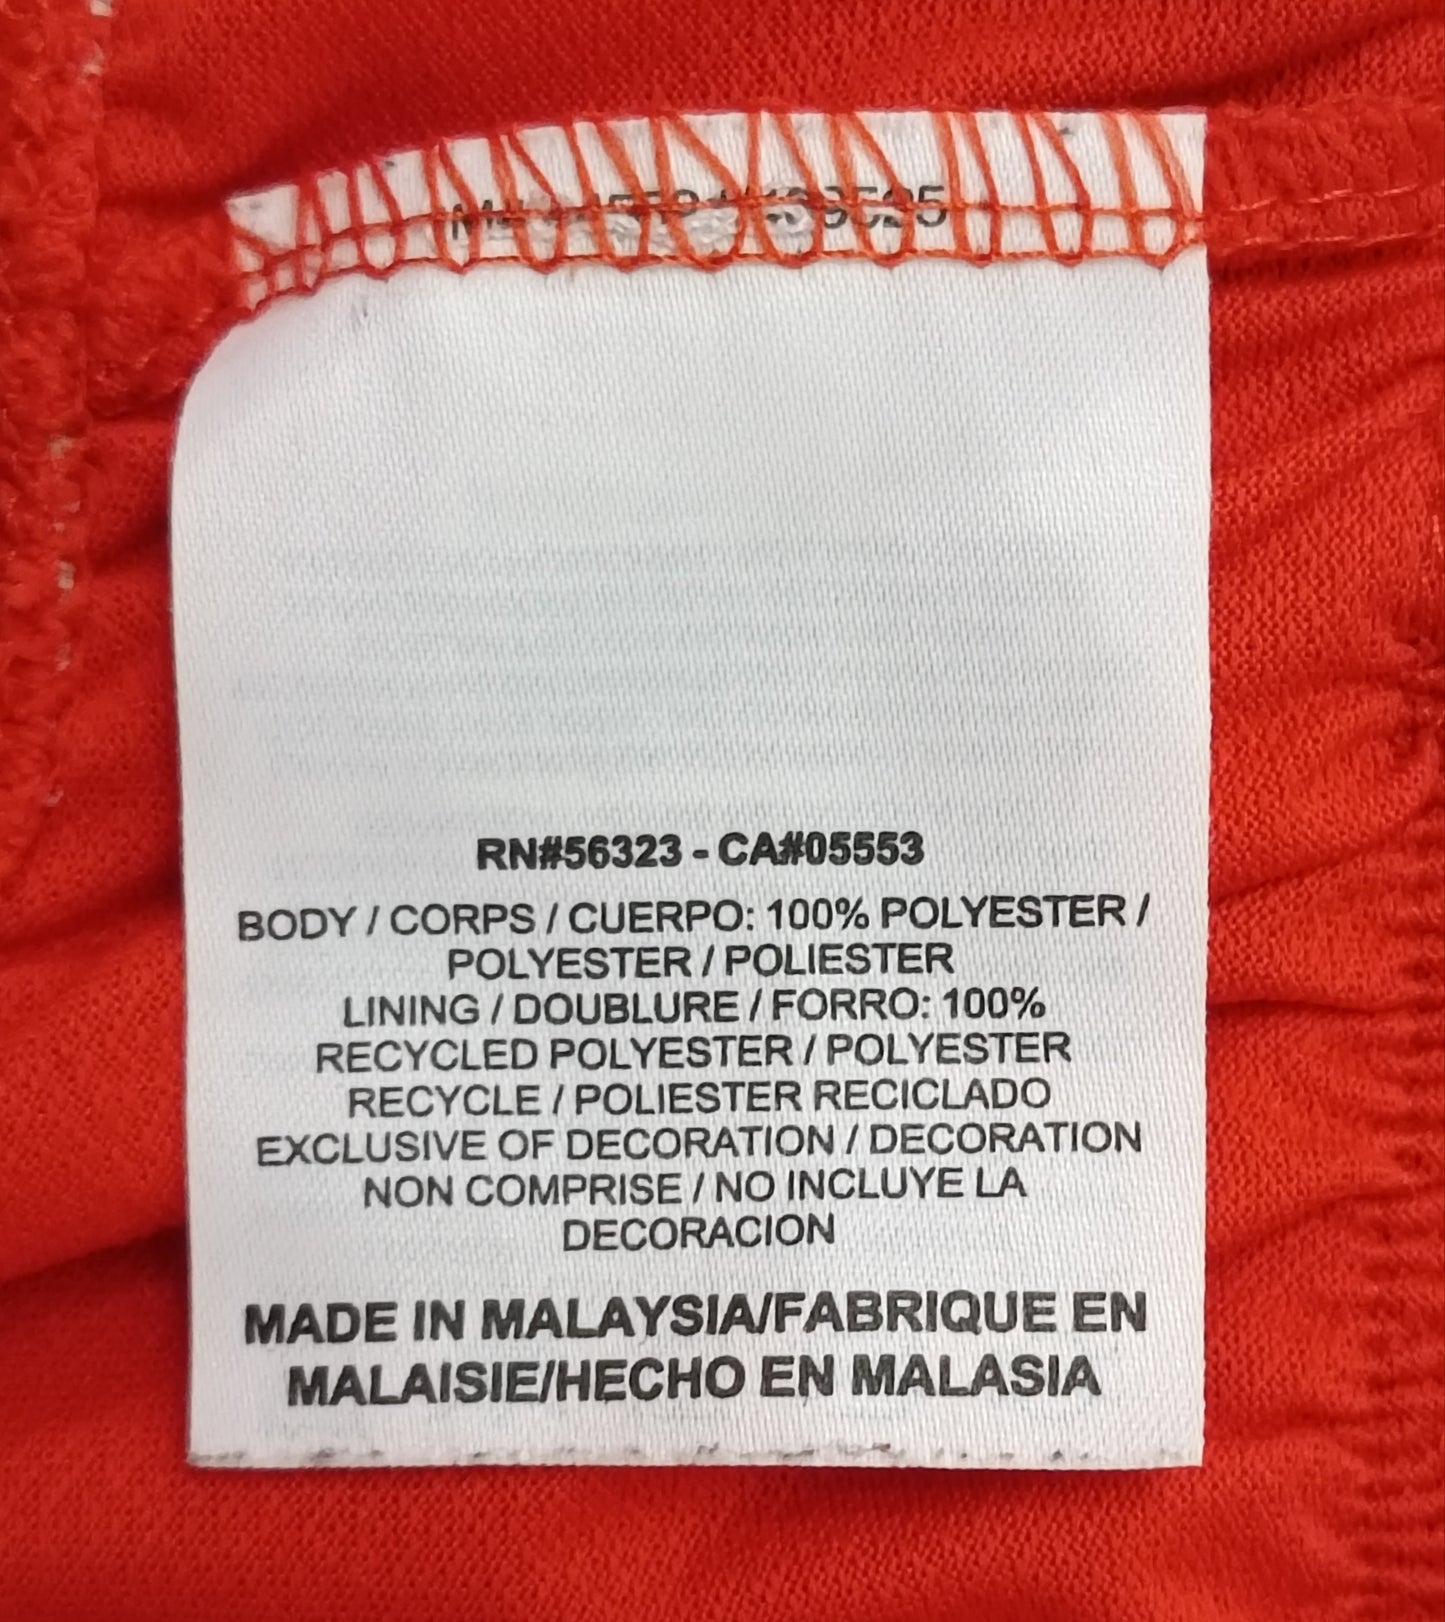 RN#56323 - CA#05553
BODY / CORPS / CUERPO: 100% POLYESTER /
POLYESTER / POLIESTER
LINING / DOUBLURE / FORRO: 100%
RECYCLED POLYESTER / POLYESTER
RECYCLE / POLIESTER RECICLADO
EXCLUSIVE OF DECORATION / DECORATION
NON COMPRISE / NO INCLUYE LA
DECORACION
MADE IN MALAYSIA/FABRIQUE EN
MALAISIE/HECHO EN MALASIA